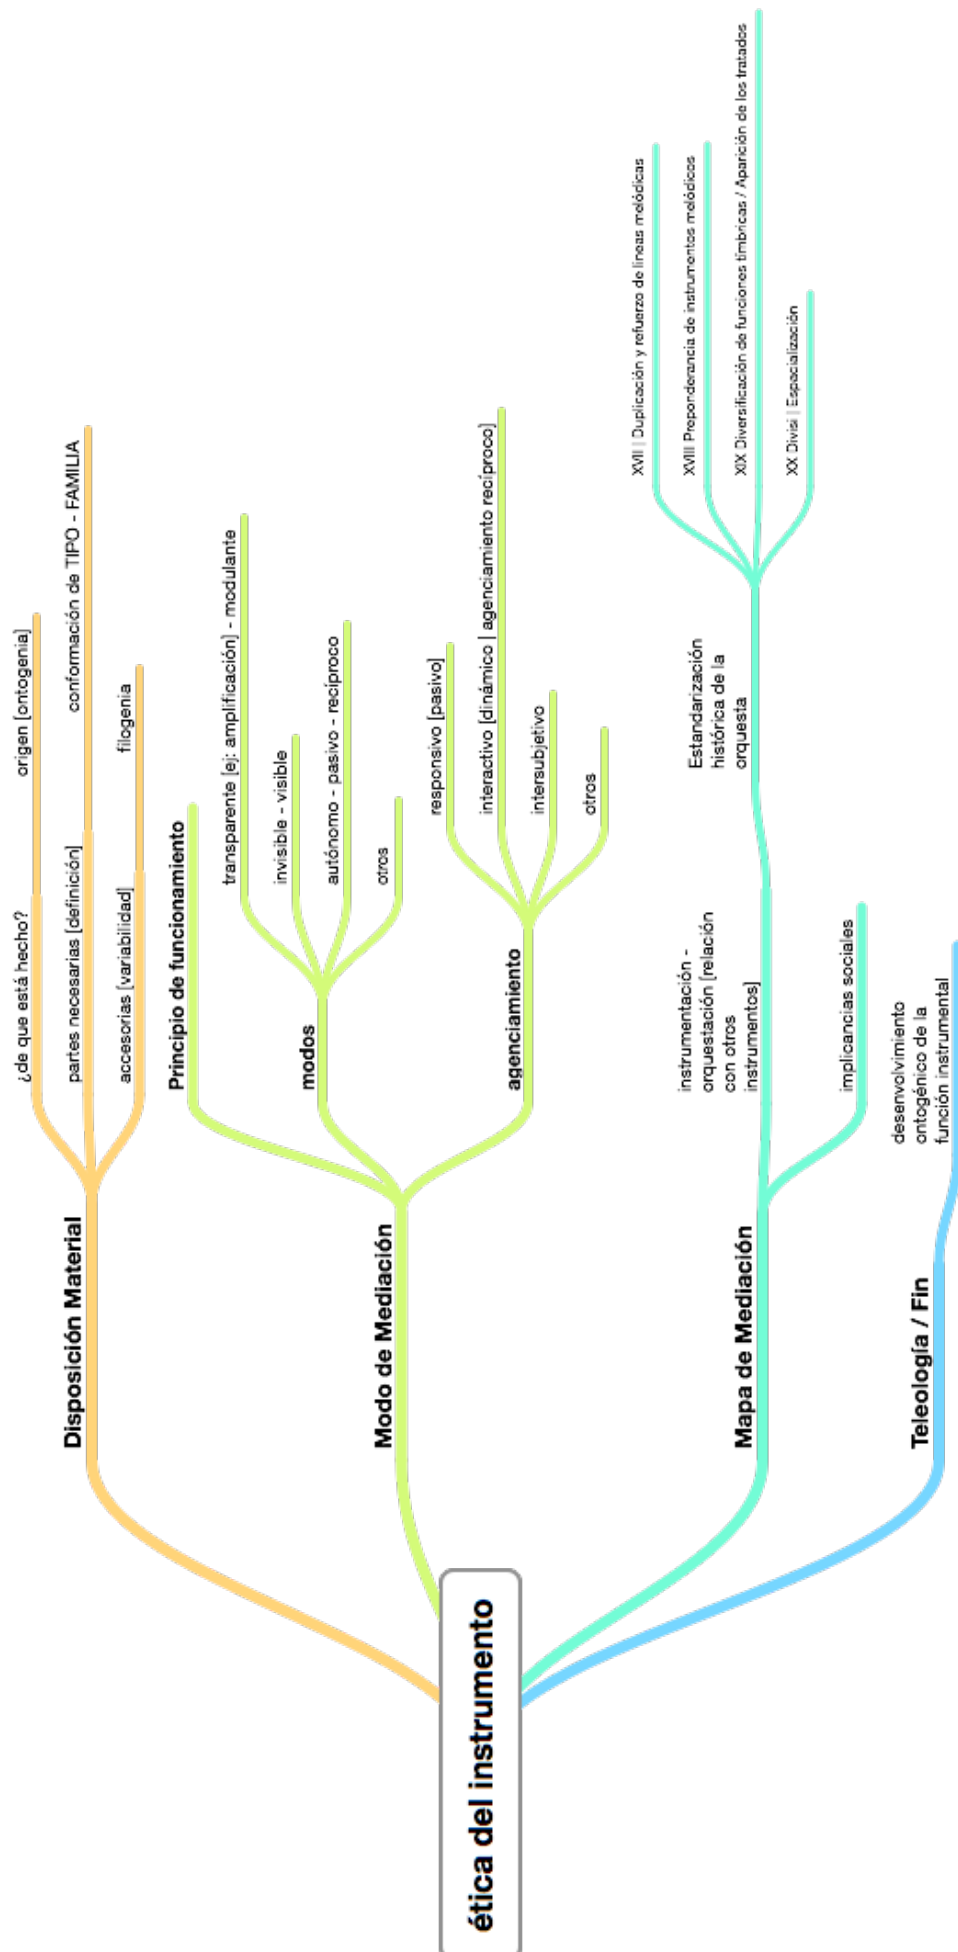 ética del instrumento
Disposición Material
¿de que está hecho?
origen [ontogenia]
partes necesarias [definición]
conformación de TIPO - FAMILIA
accesorias [variabilidad]
filogenia
Modo de Mediación
Principio de funcionamiento
modos
transparente [ej: amplificación] - modulante
invisible - visible
autónomo - pasivo - recíproco
otros
agenciamiento
responsivo [pasivo]
interactivo [dinámico | agenciamiento recíproco]
intersubjetivo
otros
Mapa de Mediación
instrumentación -
orquestación [relación
con otros
instrumentos]
Estandarización
histórica de la
orquesta
XVII | Duplicación y refuerzo de líneas melódicas
XVIII Preponderancia de instrumentos melódicos
XIX Diversificación de funciones tímbricas / Aparición de los tratados
XX Divisi | Espacialización
implicancias sociales
Teleología / Fin
desenvolvimiento
ontogénico de la
función instrumental